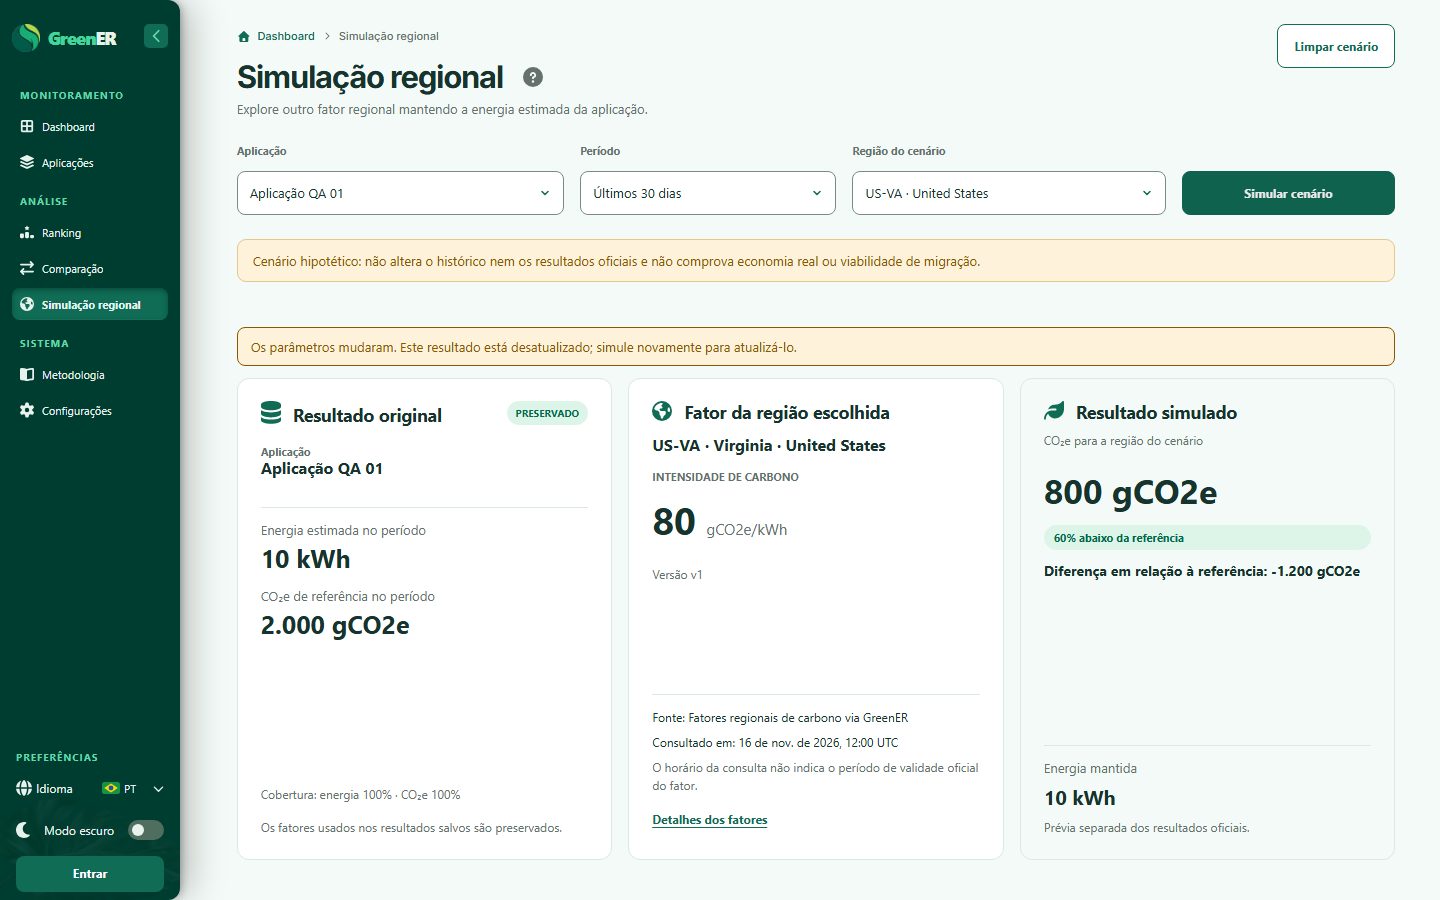 GreenER
MONITORAMENTO
Dashboard
Aplicações
ANÁLISE
Ranking
Comparação
Simulação regional
SISTEMA
Metodologia
Configurações
PREFERÊNCIAS
Idioma
PT
Modo escuro
Entrar
Dashboard
Simulação regional
Limpar cenário
Simulação regional
?
Explore outro fator regional mantendo a energia estimada da aplicação.
Aplicação
Período
Região do cenário
Aplicação QA 01
Últimos 30 dias
US-VA · United States
Simular cenário
Cenário hipotético: não altera o histórico nem os resultados oficiais e não comprova economia real ou viabilidade de migração.
Os parâmetros mudaram. Este resultado está desatualizado; simule novamente para atualizá-lo.
Resultado original
PRESERVADO
Aplicação
Aplicação QA 01
Energia estimada no período
10 kWh
CO₂e de referência no período
2.000 gCO2e
Cobertura: energia 100% · CO₂e 100%
Os fatores usados nos resultados salvos são preservados.
Fator da região escolhida
US-VA · Virginia · United States
INTENSIDADE DE CARBONO
80 gCO2e/kWh
Versão v1
Fonte: Fatores regionais de carbono via GreenER
Consultado em: 16 de nov. de 2026, 12:00 UTC
O horário da consulta não indica o período de validade oficial
do fator.
Detalhes dos fatores
Resultado simulado
CO₂e para a região do cenário
800 gCO2e
60% abaixo da referência
Diferença em relação à referência: -1.200 gCO2e
Energia mantida
10 kWh
Prévia separada dos resultados oficiais.